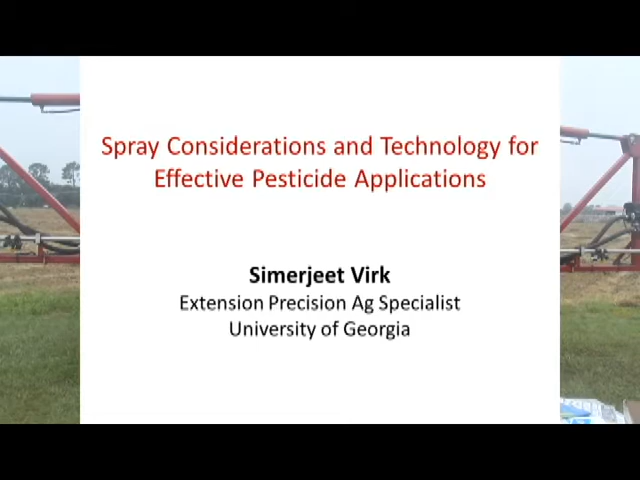 Spray Considerations and Technology for
Effective Pesticide Applications
Simerjeet Virk
Extension Precision Ag Specialist
University of Georgia